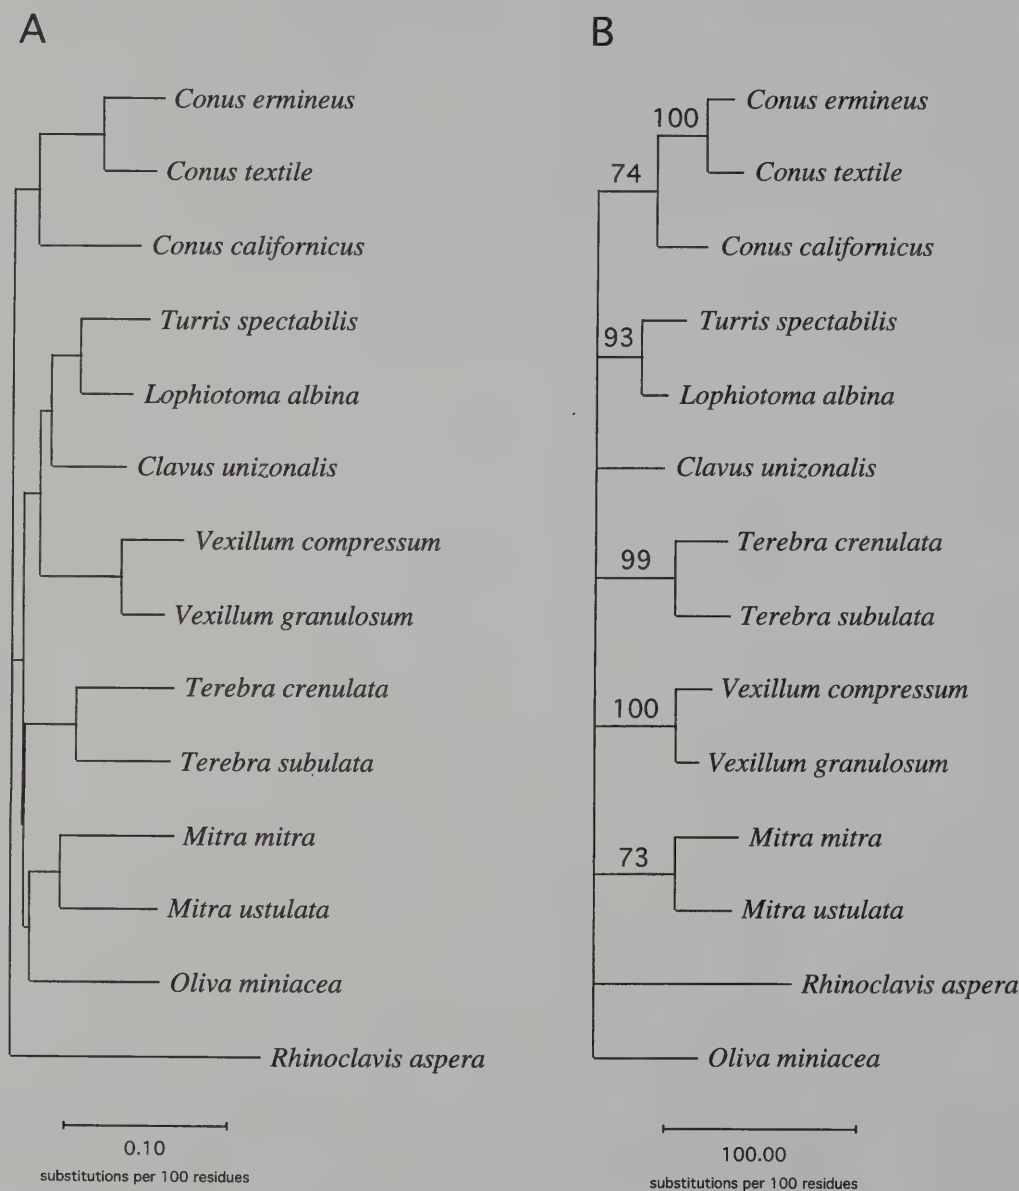 A
Conus ermineus
Conus textile
Conus californicus
Turris spectabilis
Lophiotoma albina
Clavus unizonalis
Vexillum compressum
Vexillum granulosum
Terebra crenulata
Terebra subulata
Mitra mitra
Mitra ustulata
Oliva miniacea
Rhinoclavis aspera
0.10
substitutions per 100 residues
B
100
Conus ermineus
Conus textile
74
Conus californicus
Turris spectabilis
93
Lophiotoma albina
Clavus unizonalis
Terebra crenulata
99
Terebra subulata
Vexillum compressum
100
Vexillum granulosum
Mitra mitra
73
Mitra ustulata
Rhinoclavis aspera
Oliva miniacea
100.00
substitutions per 100 residues